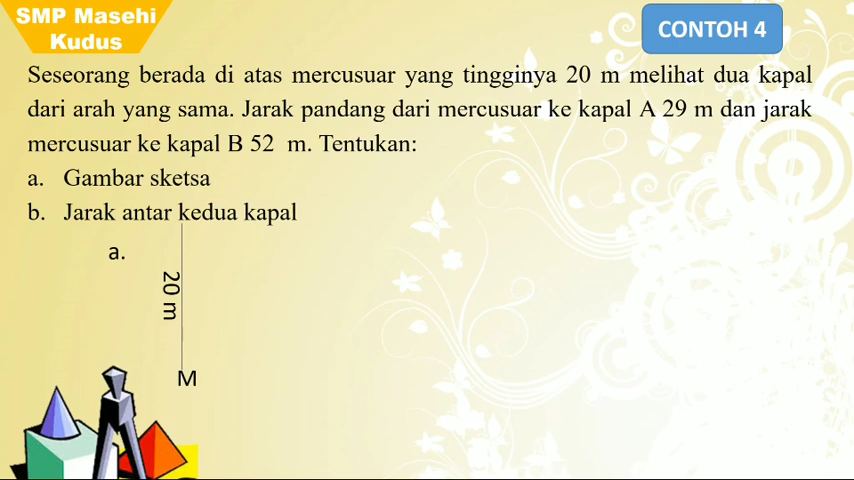 SMP Masehi
Kudus
CONTOH 4
Seseorang berada di atas mercusuar yang tingginya 20 m melihat dua kapal
dari arah yang sama. Jarak pandang dari mercusuar ke kapal A 29 m dan jarak
mercusuar ke kapal B 52 m. Tentukan:
a. Gambar sketsa
b. Jarak antar kedua kapal
a.
20 m
M